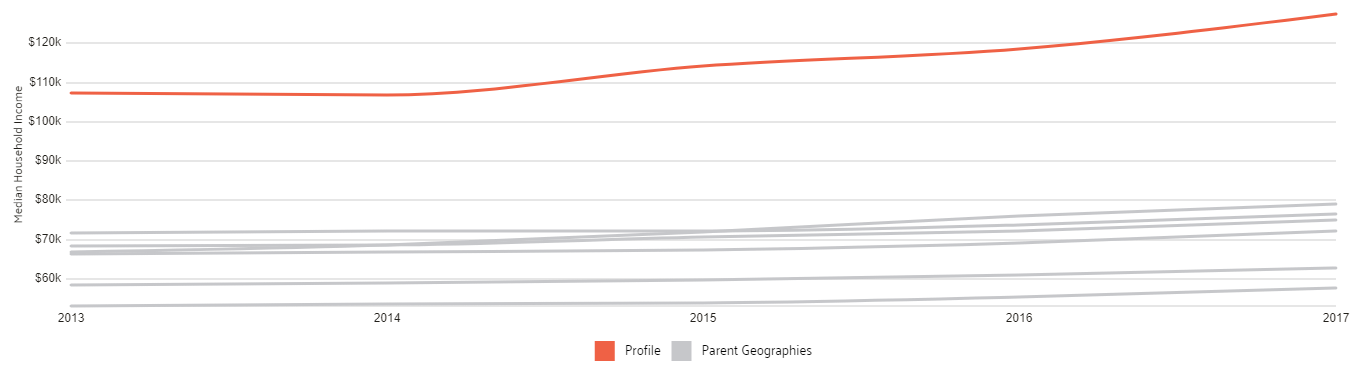 Median Household Income
$120k
$110k
$100k
$90k
$80k
$70k
$60k
2013 2014 2015 2016 2017
Profile Parent Geographies